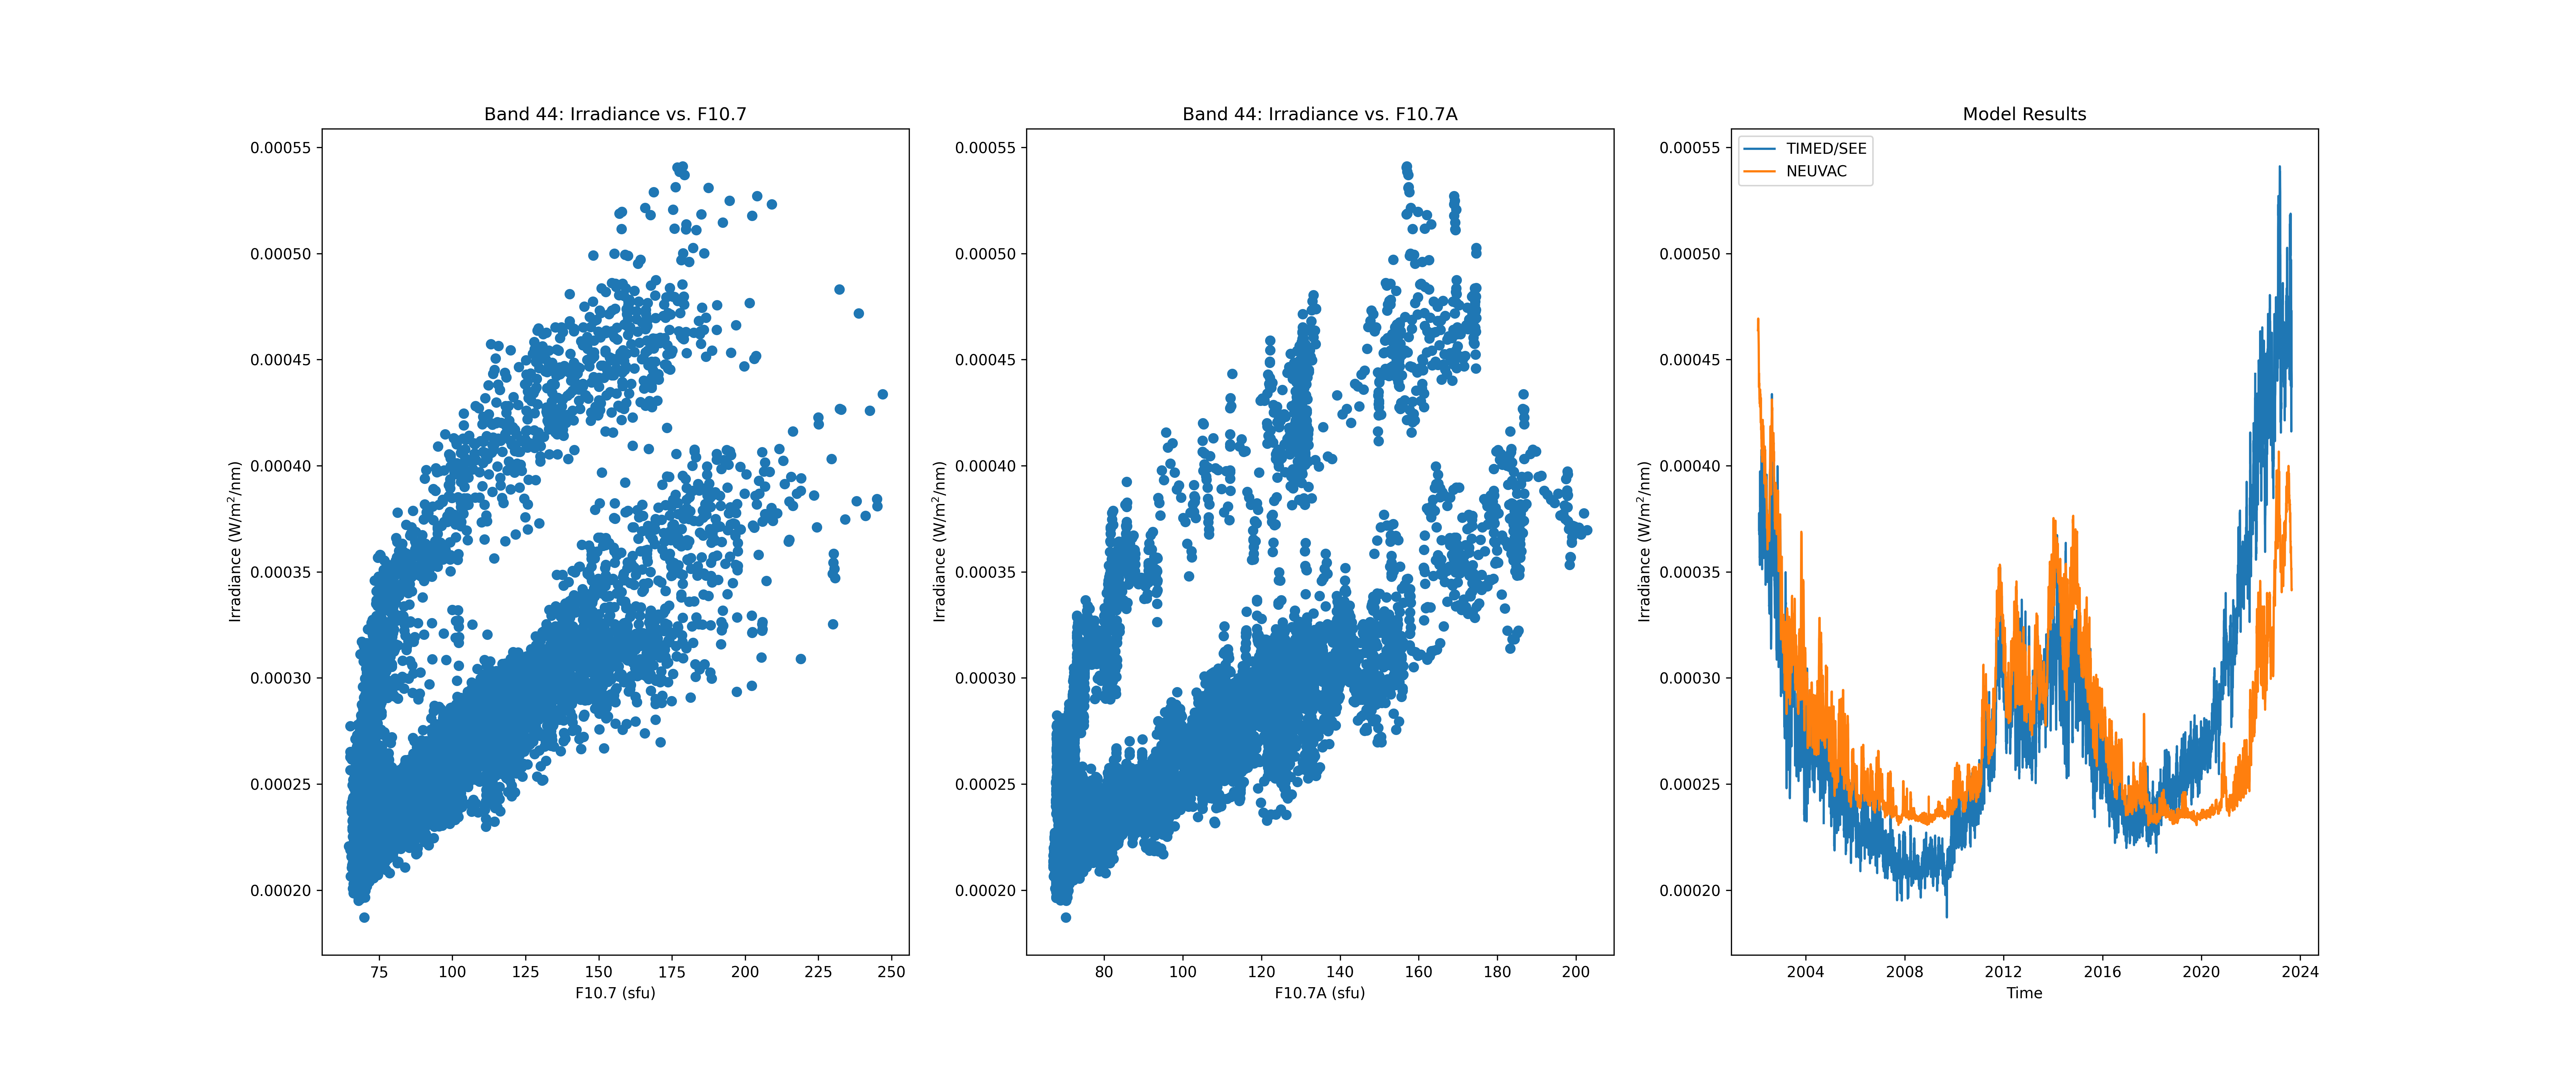 Band 44: Irradiance vs. F10.7
0.00055
0.00050
0.00045
0.00040
0.00035
0.00030
0.00025
0.00020
Irradiance (W/m²/nm)
75 100 125 150 175 200 225 250
F10.7 (sfu)
Band 44: Irradiance vs. F10.7A
0.00055
0.00050
0.00045
0.00040
0.00035
0.00030
0.00025
0.00020
Irradiance (W/m²/nm)
80 100 120 140 160 180 200
F10.7A (sfu)
Model Results
TIMED/SEE
NEUVAC
0.00055
0.00050
0.00045
0.00040
0.00035
0.00030
0.00025
0.00020
Irradiance (W/m²/nm)
2004 2008 2012 2016 2020 2024
Time